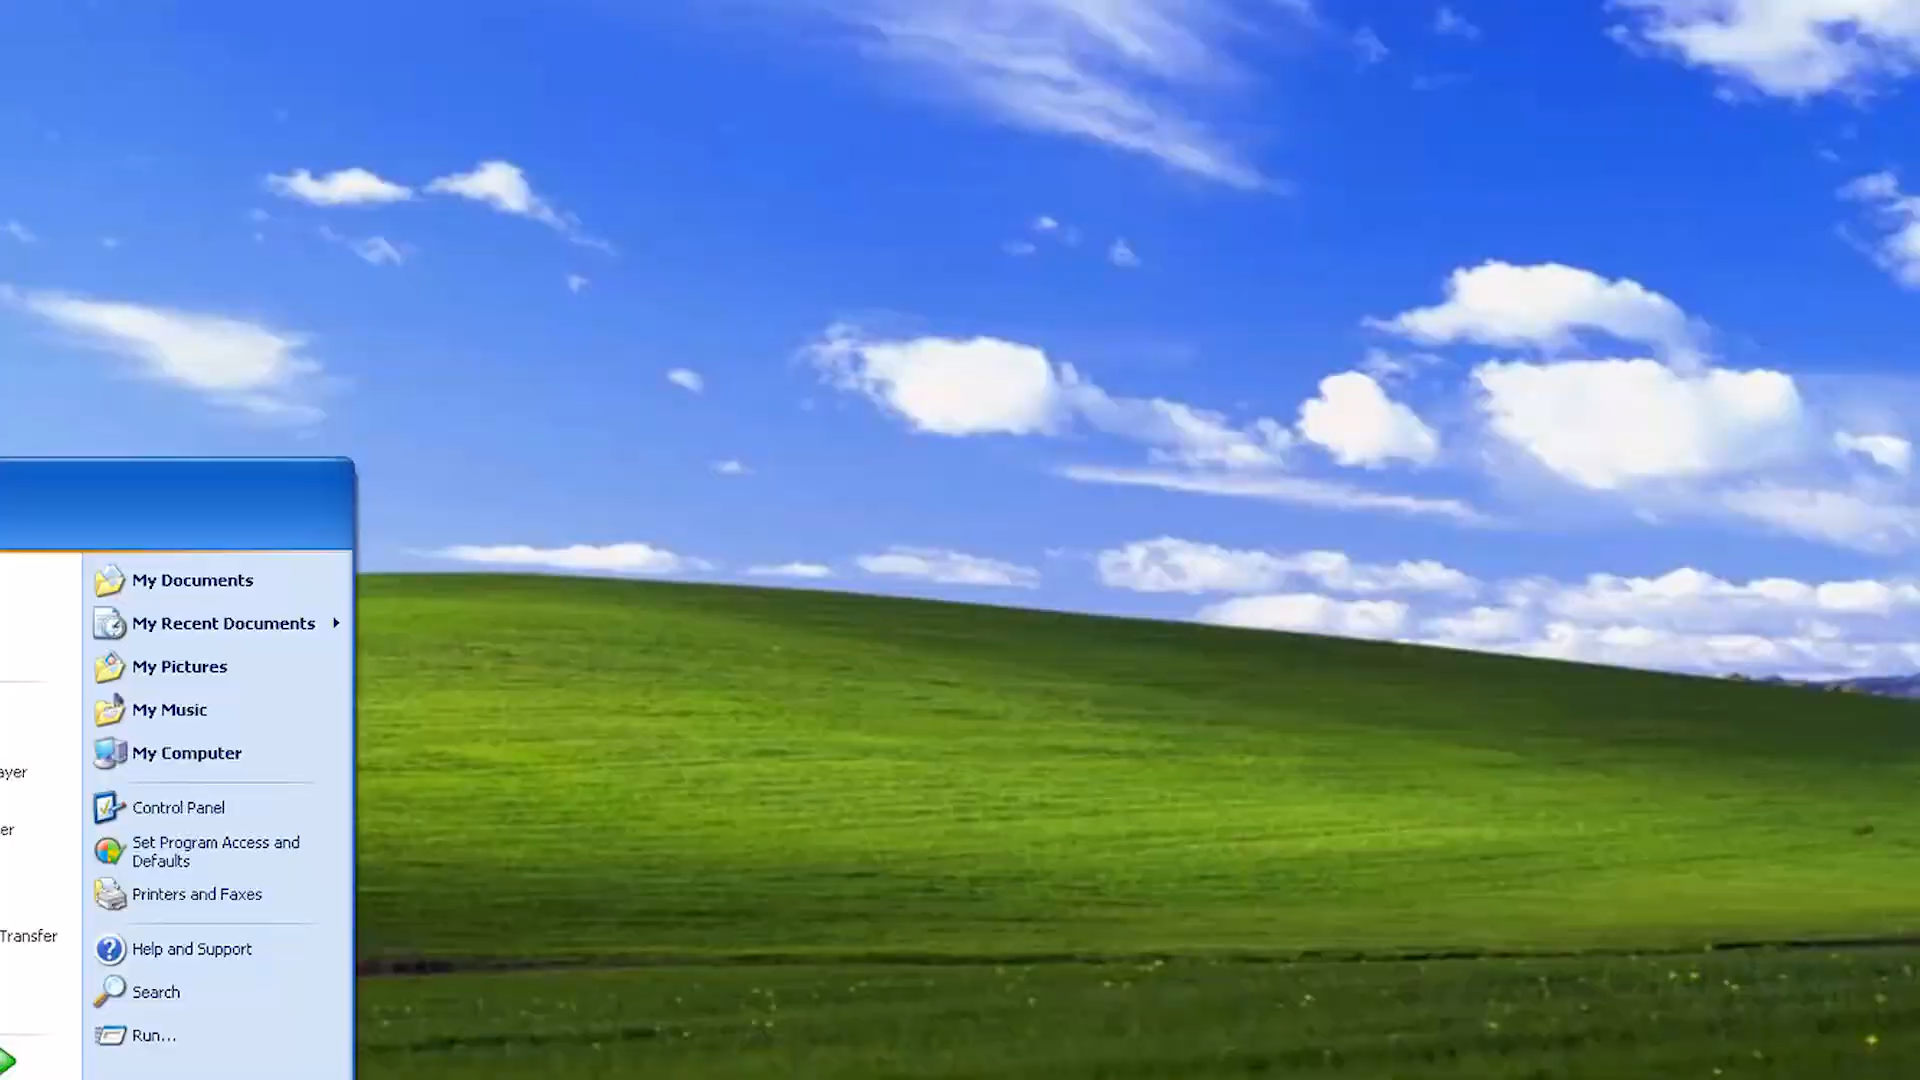 My Documents
My Recent Documents
My Pictures
My Music
My Computer
Control Panel
Set Program Access and
Defaults
Printers and Faxes
Help and Support
Search
Run...
ayer
er
Transfer